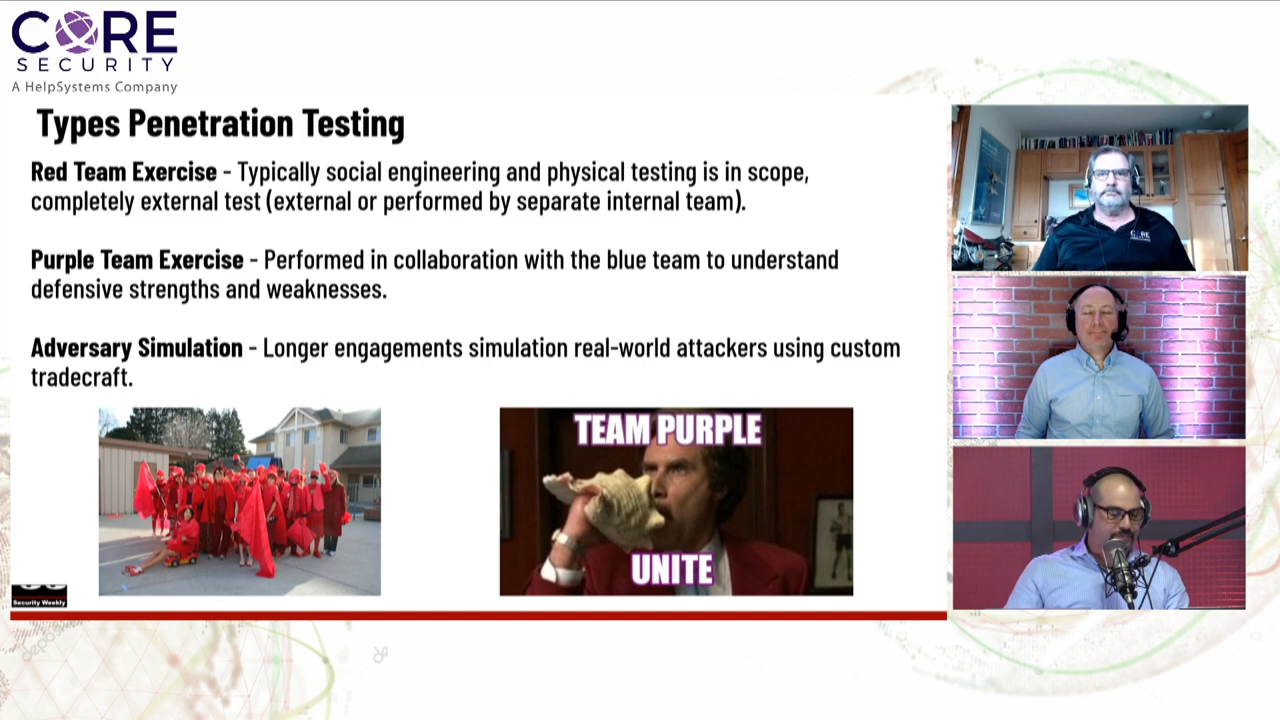 CORE
SECURITY
A HelpSystems Company
Types Penetration Testing
Red Team Exercise - Typically social engineering and physical testing is in scope,
completely external test (external or performed by separate internal team).
Purple Team Exercise - Performed in collaboration with the blue team to understand
defensive strengths and weaknesses.
Adversary Simulation - Longer engagements simulation real-world attackers using custom
tradecraft.
TEAM PURPLE
UNITE
Security Weekly
CORE